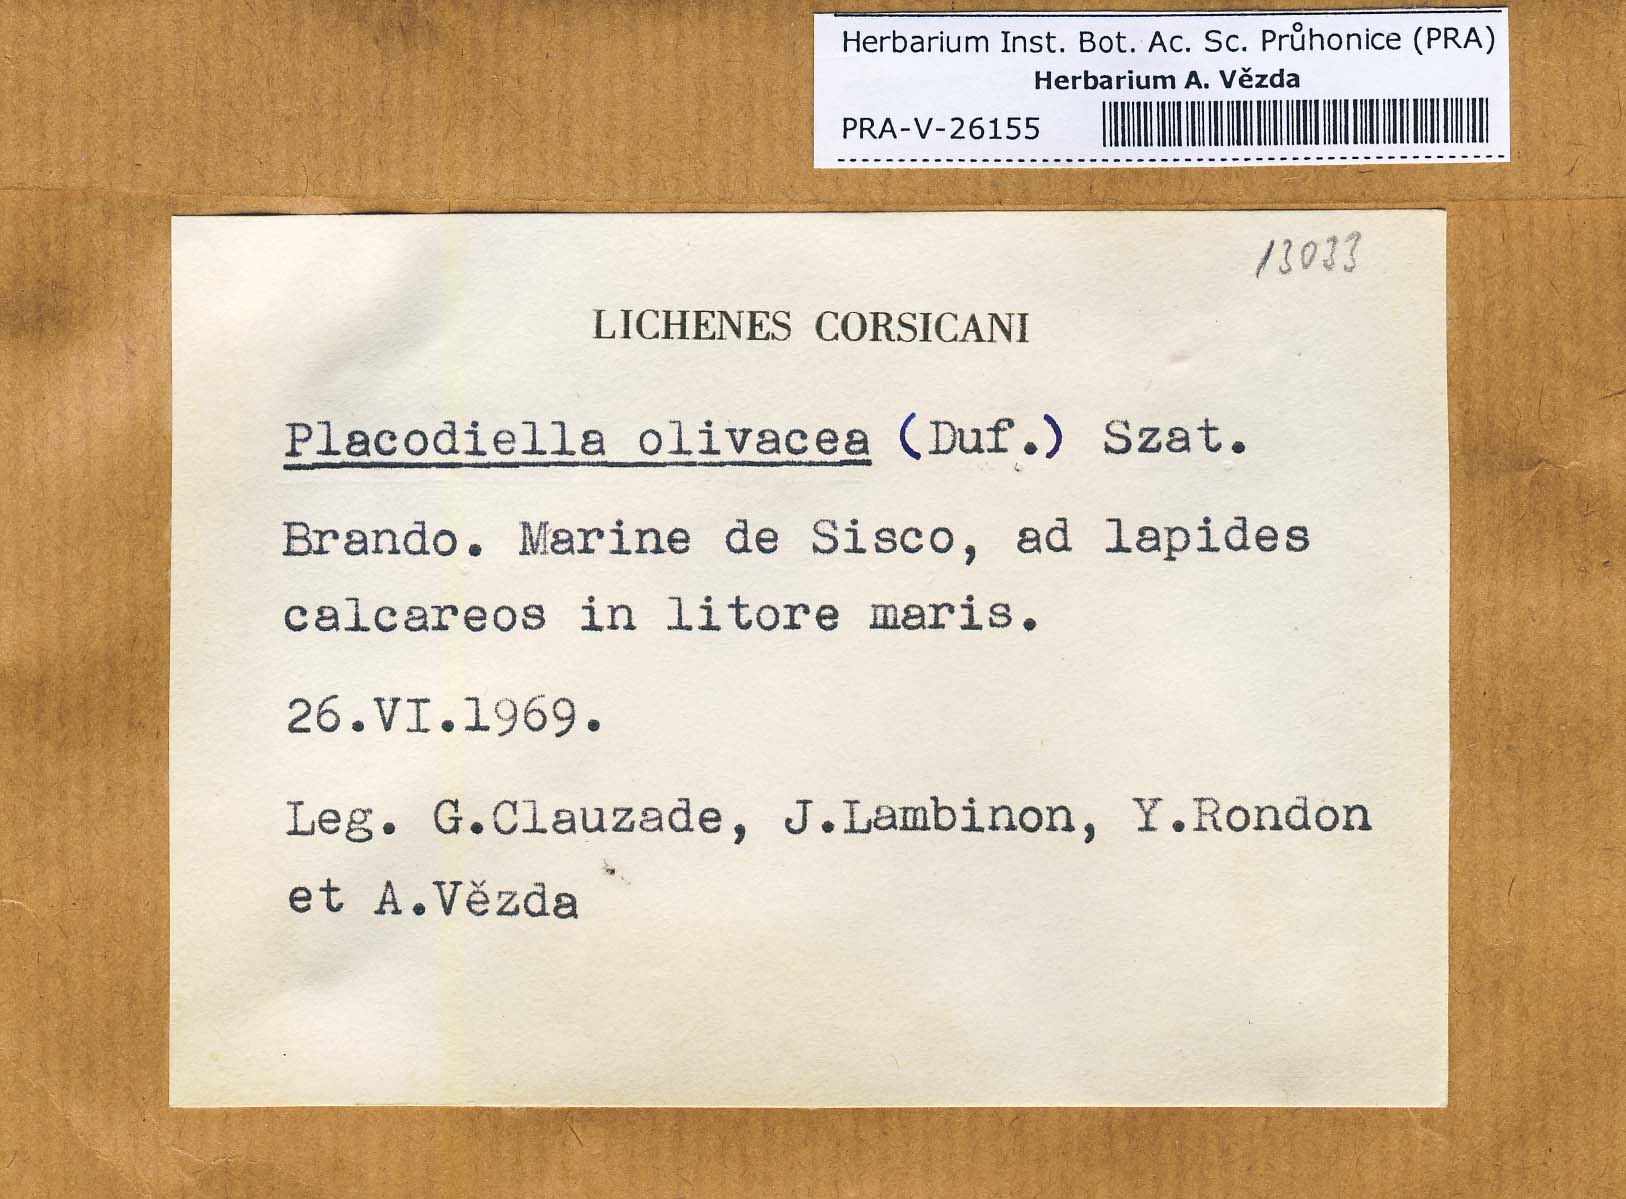 Herbarium Inst. Bot. Ac. Sc. Průhonice (PRA)
Herbarium A. Vězda
PRA-V-26155
13033
LICHENES CORSICANI
Placodiella olivacea (Duf.) Szat.
Brando. Marine de Sisco, ad lapides
calcareos in litore maris.
26.VI.1969.
Leg. G.Clauzade, J.Lambinon, Y.Rondon
et A.Vězda